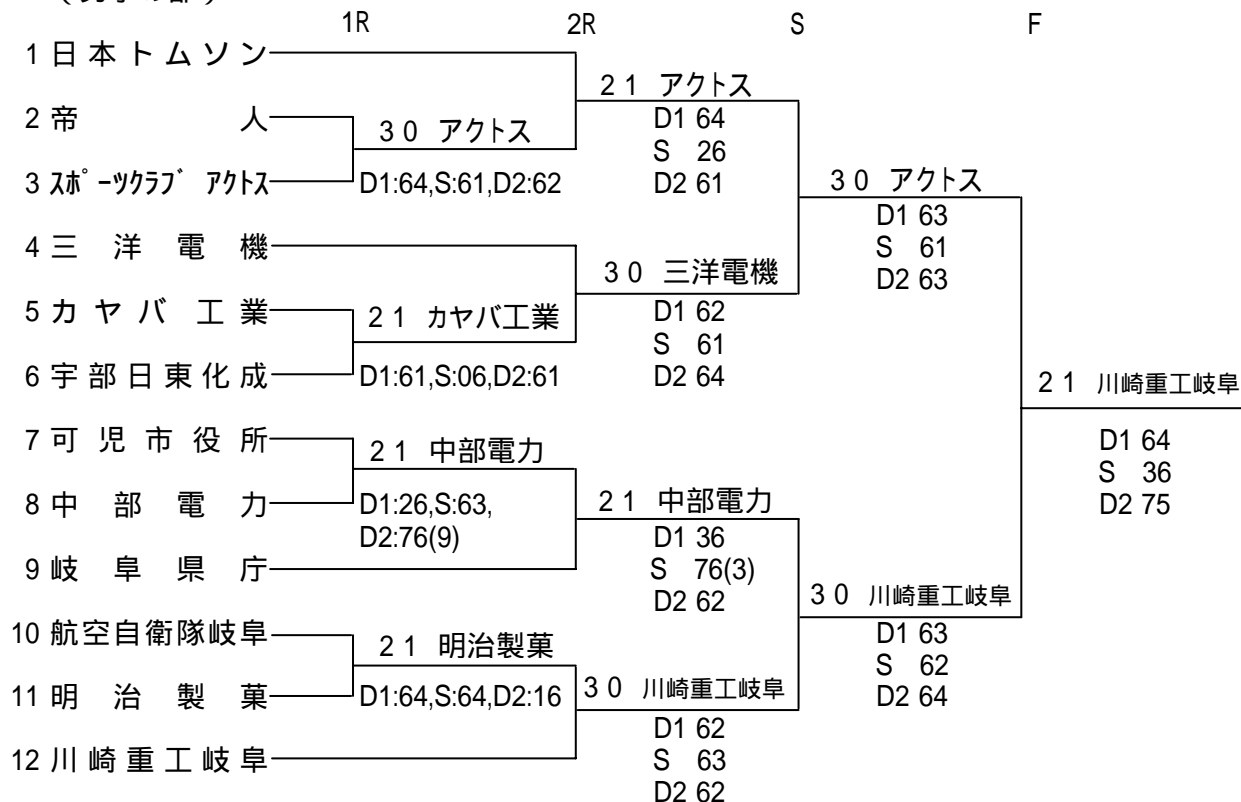 1R 2R S F
1 日本トムソン
2 帝 人
3 スポーツクラブ アクトス
4 三 洋 電 機
5 カ ヤ バ 工 業
6 宇部日東化成
7 可 児 市 役 所
8 中 部 電 力
9 岐 阜 県 庁
10 航空自衛隊岐阜
11 明 治 製 菓
12 川崎重工岐阜
3 0 アクトス
D1:64,S:61,D2:62
2 1 カヤバ工業
D1:61,S:06,D2:61
2 1 中部電力
D1:26,S:63,
D2:76(9)
2 1 明治製菓
D1:64,S:64,D2:16
2 1 アクトス
D1 64
S 26
D2 61
3 0 三洋電機
D1 62
S 61
D2 64
2 1 中部電力
D1 36
S 76(3)
D2 62
3 0 川崎重工岐阜
D1 62
S 63
D2 62
3 0 アクトス
D1 63
S 61
D2 63
3 0 川崎重工岐阜
D1 63
S 62
D2 64
2 1 川崎重工岐阜
D1 64
S 36
D2 75